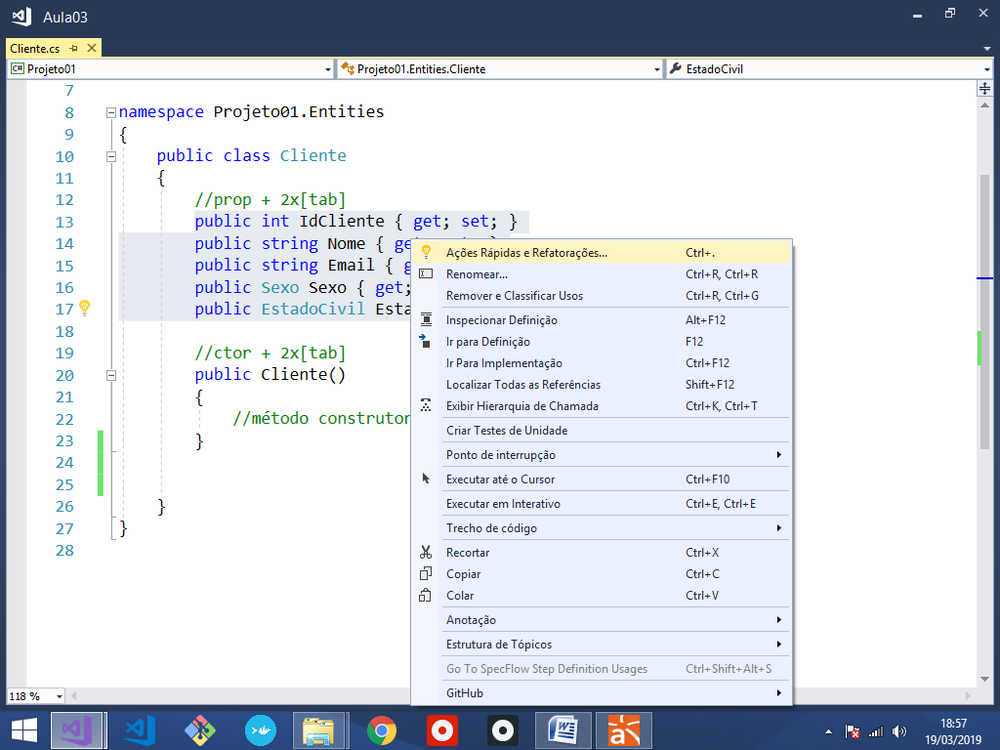 Aula03
Cliente.cs
C# Projeto01
Projeto01.Entities.Cliente
EstadoCivil
7
8 namespace Projeto01.Entities
9 {
10 public class Cliente
11 {
12 //prop + 2x[tab]
13 public int IdCliente { get; set; }
14 public string Nome { ge
15 public string Email { g
16 public Sexo Sexo { get;
17 public EstadoCivil Esta
18
19 //ctor + 2x[tab]
20 public Cliente()
21 {
22 //método construtor
23 }
24
25
26 }
27 }
28
Ações Rápidas e Refatorações... Ctrl+.
Renomear... Ctrl+R, Ctrl+R
Remover e Classificar Usos Ctrl+R, Ctrl+G
Inspecionar Definição Alt+F12
Ir para Definição F12
Ir Para Implementação Ctrl+F12
Localizar Todas as Referências Shift+F12
Exibir Hierarquia de Chamada Ctrl+K, Ctrl+T
Criar Testes de Unidade
Ponto de interrupção
Executar até o Cursor Ctrl+F10
Executar em Interativo Ctrl+E, Ctrl+E
Trecho de código
Recortar Ctrl+X
Copiar Ctrl+C
Colar Ctrl+V
Anotação
Estrutura de Tópicos
Go To SpecFlow Step Definition Usages Ctrl+Shift+Alt+S
GitHub
118 %
18:57
19/03/2019